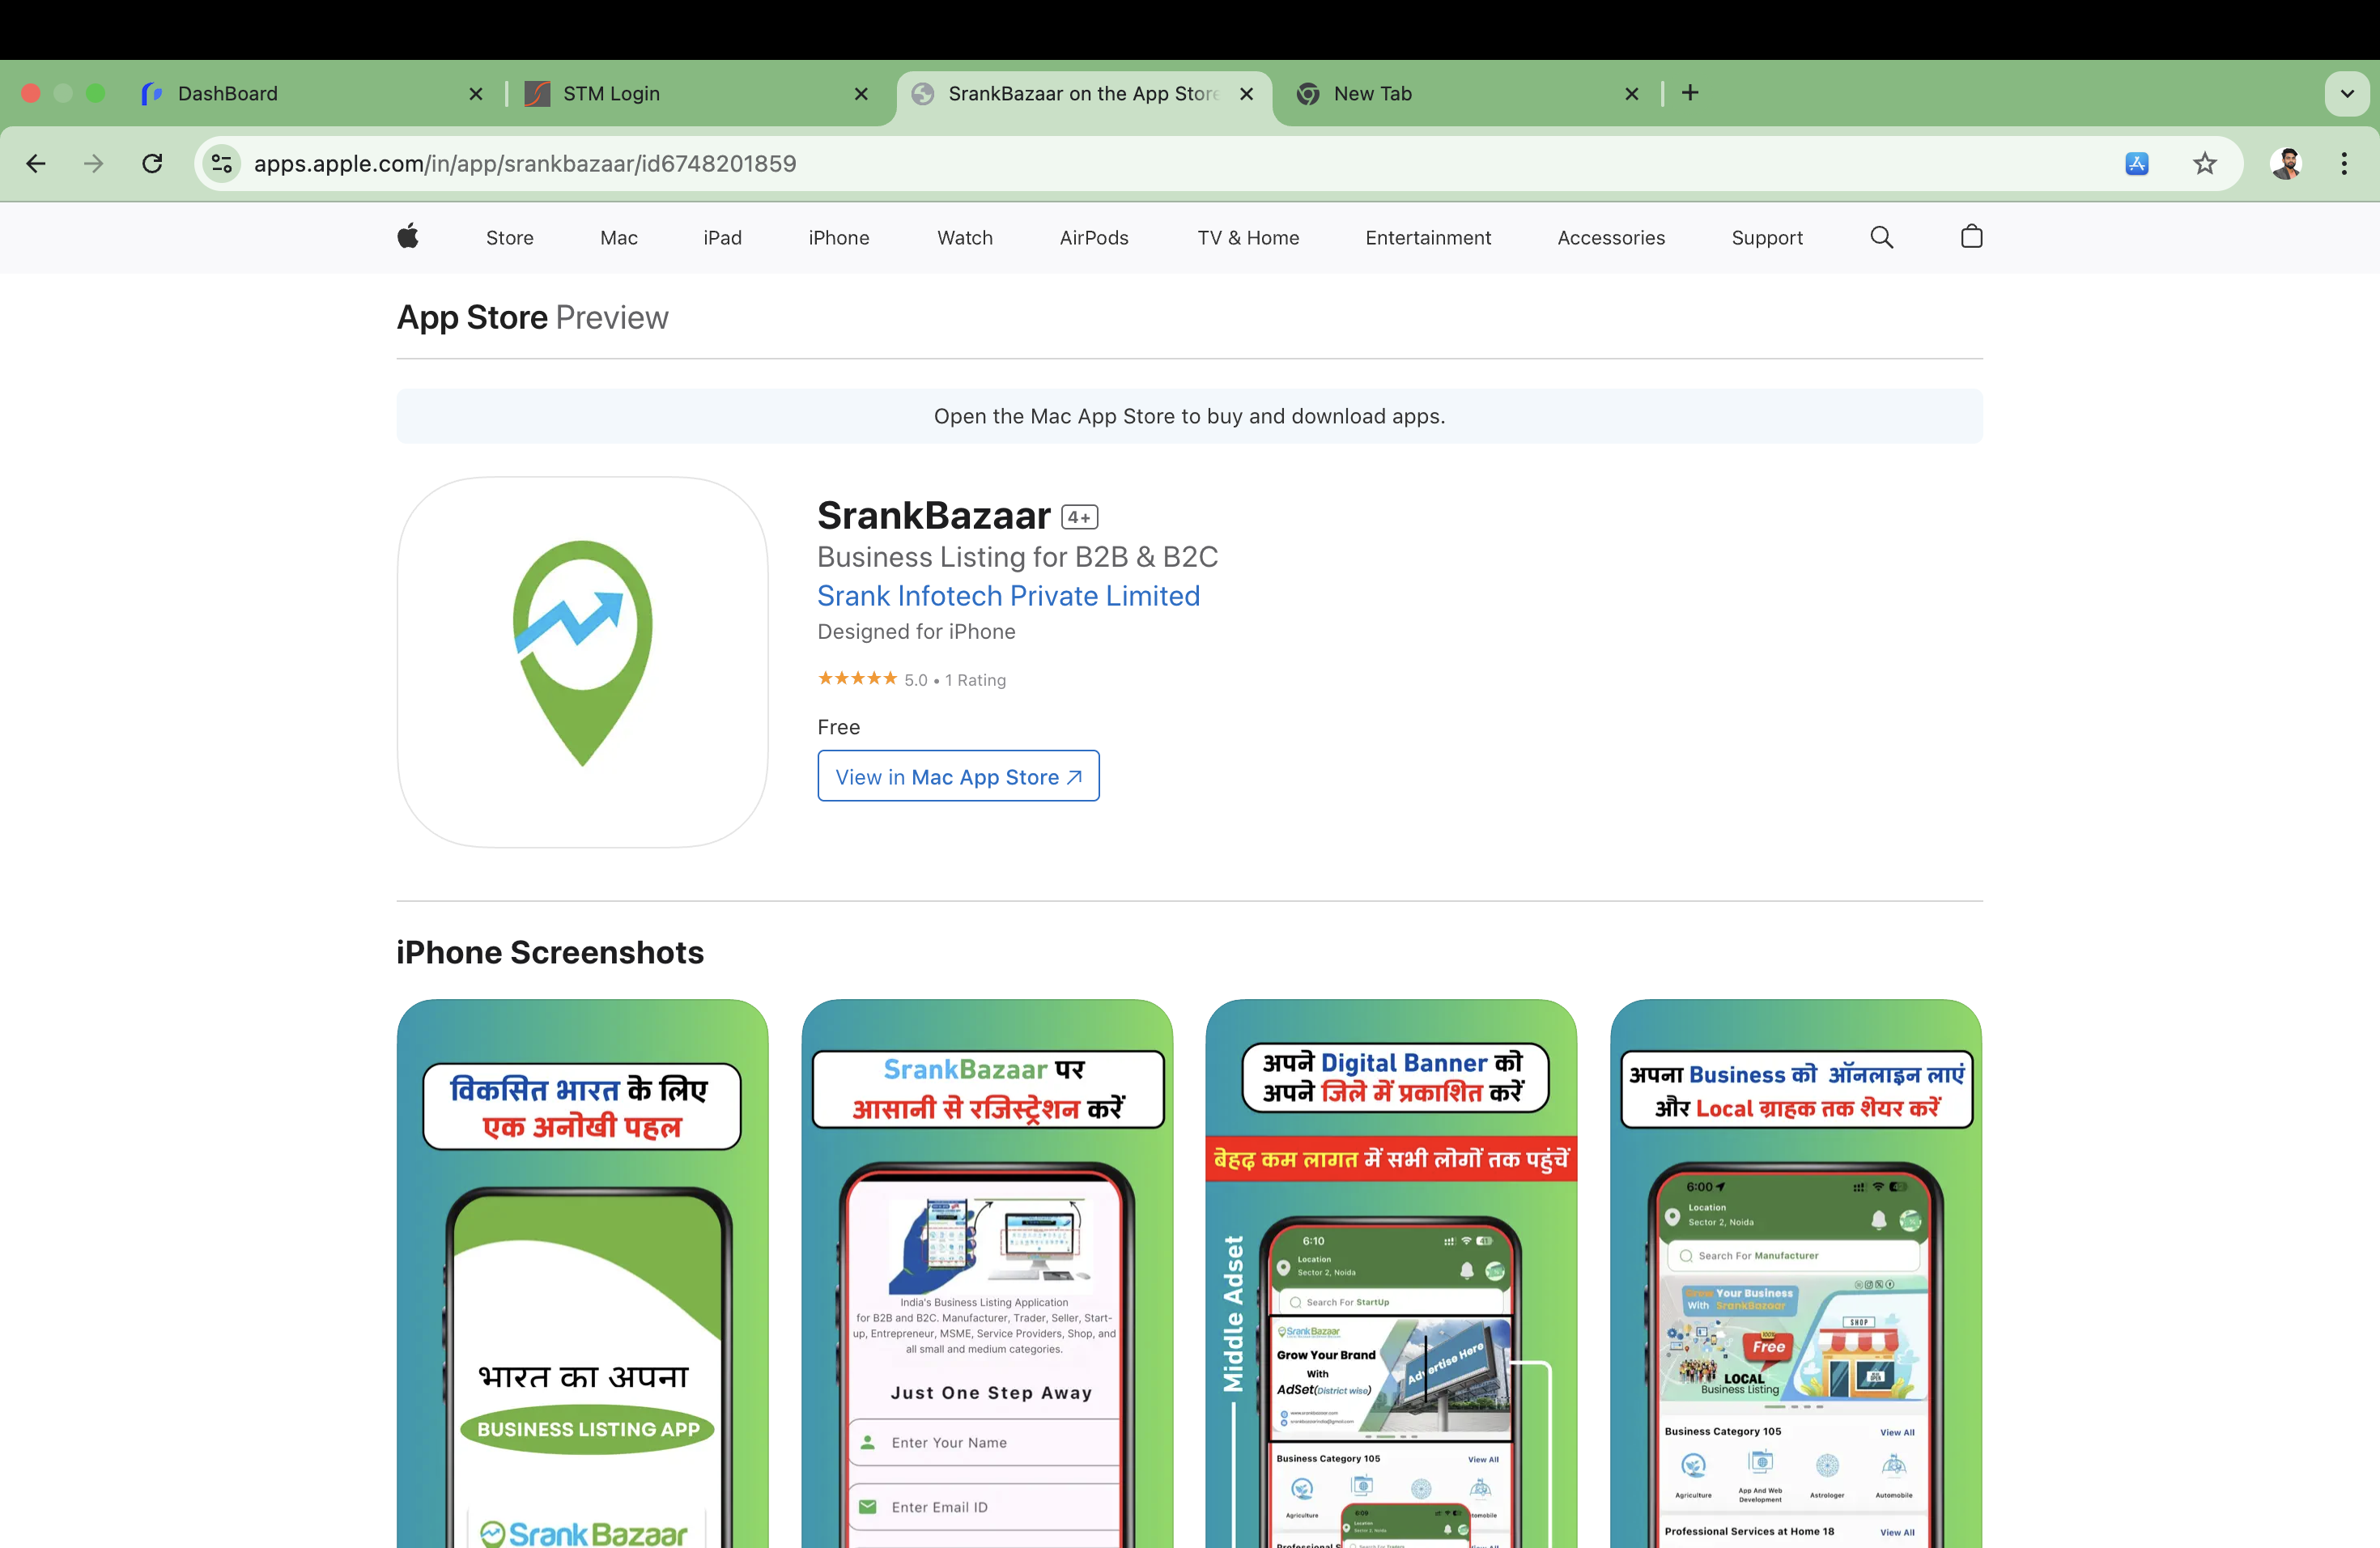 DashBoard
STM Login
SrankBazaar on the App Store
New Tab
apps.apple.com/in/app/srankbazaar/id6748201859
Store Mac iPad iPhone Watch AirPods TV & Home Entertainment Accessories Support
App Store Preview
Open the Mac App Store to buy and download apps.
SrankBazaar 4+
Business Listing for B2B & B2C
Srank Infotech Private Limited
Designed for iPhone
★★★★★ 5.0 • 1 Rating
Free
View in Mac App Store
iPhone Screenshots
विकसित भारत के लिए
एक अनोखी पहल
भारत का अपना
BUSINESS LISTING APP
SrankBazaar
SrankBazaar पर
आसानी से रजिस्ट्रेशन करें
India's Business Listing Application
for B2B and B2C. Manufacturer, Trader, Seller, Start-
up, Entrepreneur, MSME, Service Providers, Shop, and
all small and medium categories.
Just One Step Away
Enter Your Name
Enter Email ID
अपने Digital Banner को
अपने जिले में प्रकाशित करें
बेहद कम लागत में सभी लोगों तक पहुंचें
Middle Adset
6:10
Location
Sector 2, Noida
Search For StartUp
SrankBazaar
Grow Your Brand
With
AdSet(District wise)
Advertise Here
www.srankbazaar.com
srankbazaarindia@gmail.com
Business Category 105 View All
Agriculture
अपना Business को ऑनलाइन लाएं
और Local ग्राहक तक शेयर करें
6:00
Location
Sector 2, Noida
Search For Manufacturer
Grow Your Business
With SrankBazaar
SHOP
100%
Free
LOCAL
Business Listing
Business Category 105 View All
Agriculture
App And Web
Development
Astrologer
Automobile
Professional Services at Home 18 View All